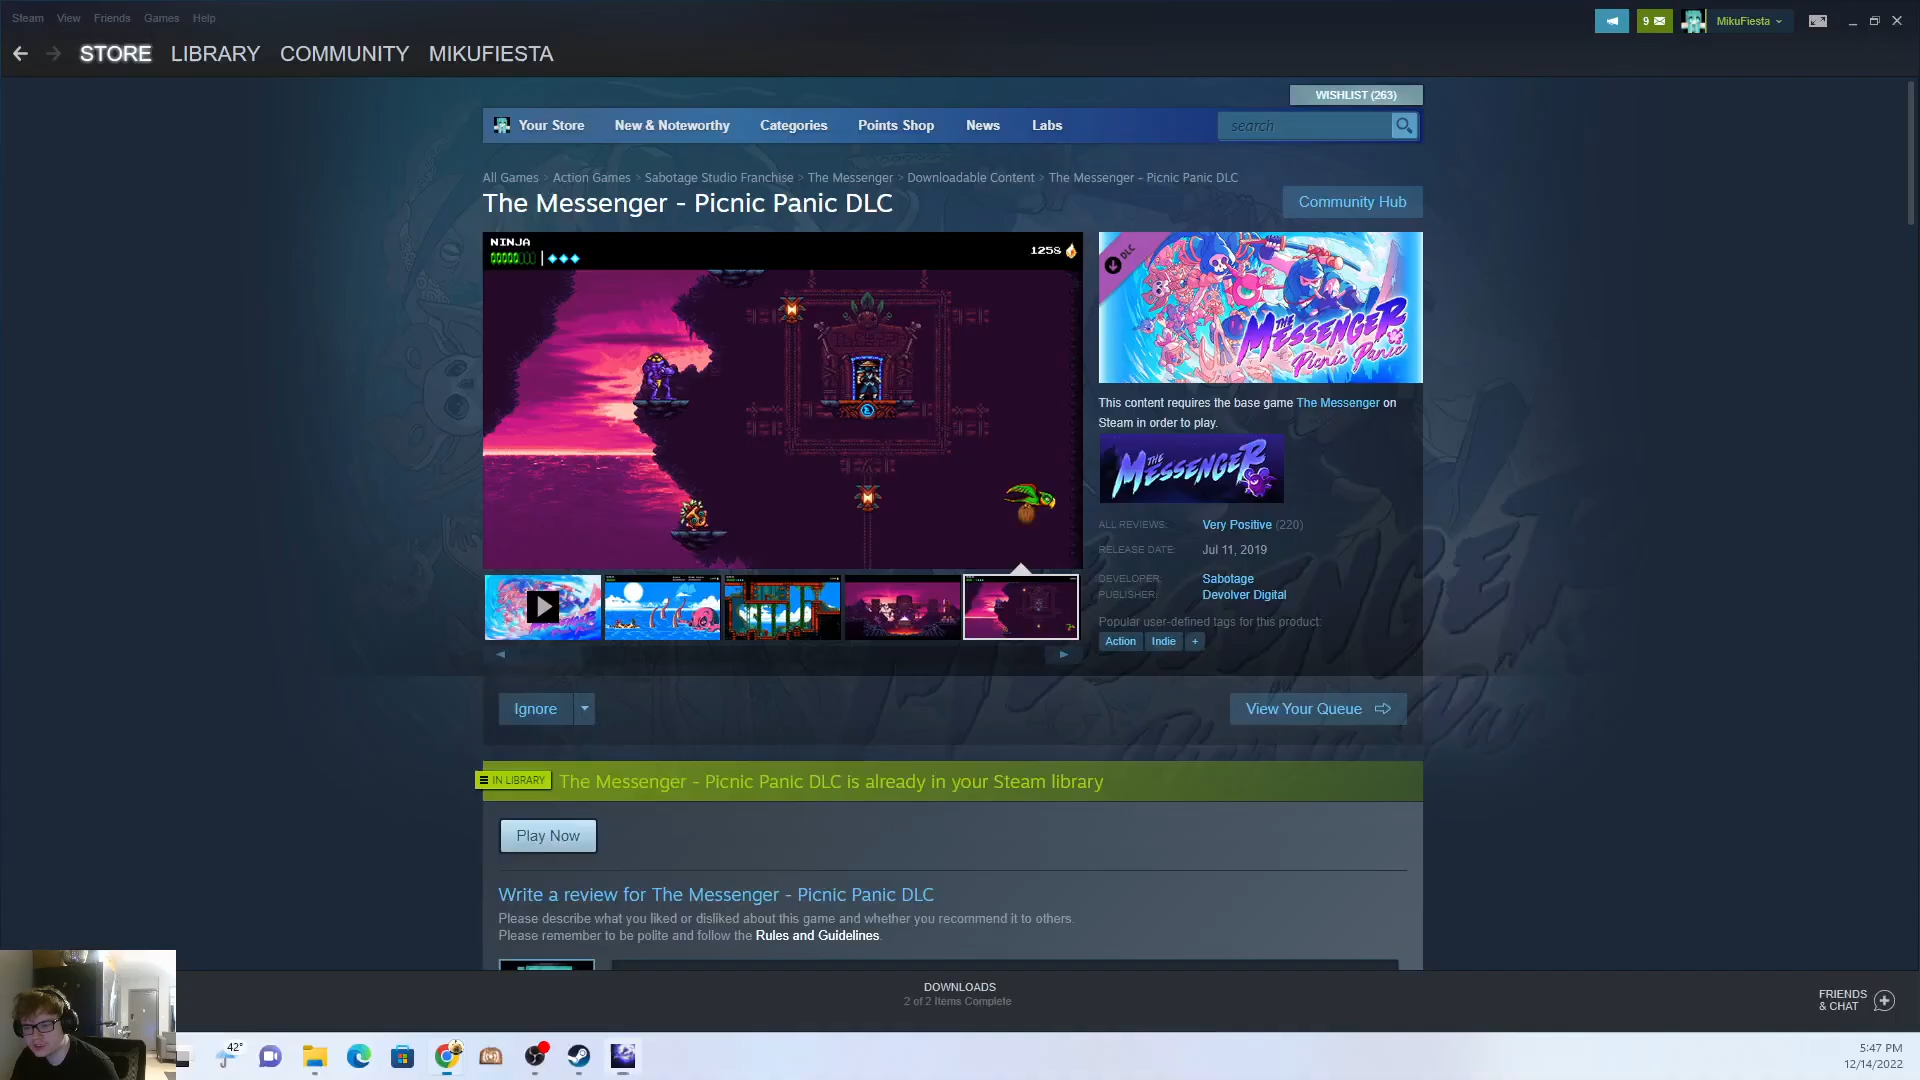 Steam View Friends Games Help
9 MikuFiesta
STORE LIBRARY COMMUNITY MIKUFIESTA
WISHLIST (263)
Your Store New & Noteworthy Categories Points Shop News Labs search
All Games > Action Games > Sabotage Studio Franchise > The Messenger > Downloadable Content > The Messenger - Picnic Panic DLC
The Messenger - Picnic Panic DLC
Community Hub
NINJA
1258
DLC
THE MESSENGER
Picnic Panic
This content requires the base game The Messenger on
Steam in order to play.
THE MESSENGER
ALL REVIEWS: Very Positive (220)
RELEASE DATE: Jul 11, 2019
DEVELOPER: Sabotage
PUBLISHER: Devolver Digital
Popular user-defined tags for this product:
Action Indie +
Ignore
View Your Queue
IN LIBRARY The Messenger - Picnic Panic DLC is already in your Steam library
Play Now
Write a review for The Messenger - Picnic Panic DLC
Please describe what you liked or disliked about this game and whether you recommend it to others.
Please remember to be polite and follow the Rules and Guidelines.
DOWNLOADS
2 of 2 Items Complete
FRIENDS
& CHAT
42°
5:47 PM
12/14/2022